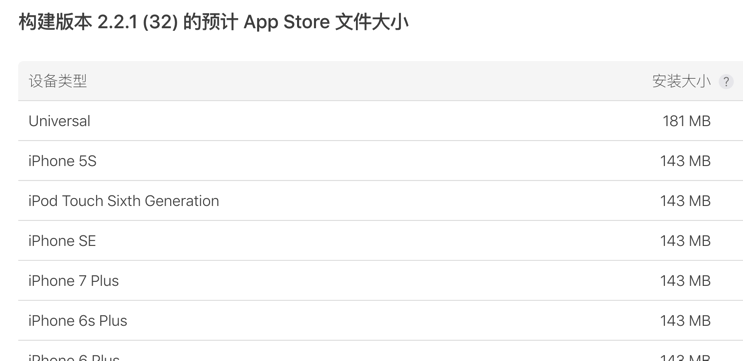 构建版本 2.2.1 (32) 的预计 App Store 文件大小
设备类型 安装大小 ?
Universal 181 MB
iPhone 5S 143 MB
iPod Touch Sixth Generation 143 MB
iPhone SE 143 MB
iPhone 7 Plus 143 MB
iPhone 6s Plus 143 MB
iPhone 6 Plus 143 MB